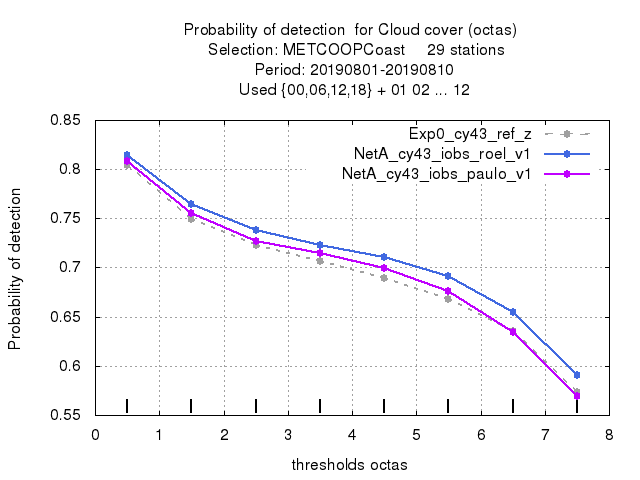 Probability of detection  for Cloud cover (octas)
Selection: METCOOPCoast     29 stations
Period: 20190801-20190810
Used {00,06,12,18} + 01 02 ... 12
Exp0_cy43_ref_z
NetA_cy43_iobs_roel_v1
NetA_cy43_iobs_paulo_v1
Probability of detection
0.85
0.8
0.75
0.7
0.65
0.6
0.55
0 1 2 3 4 5 6 7 8
thresholds octas